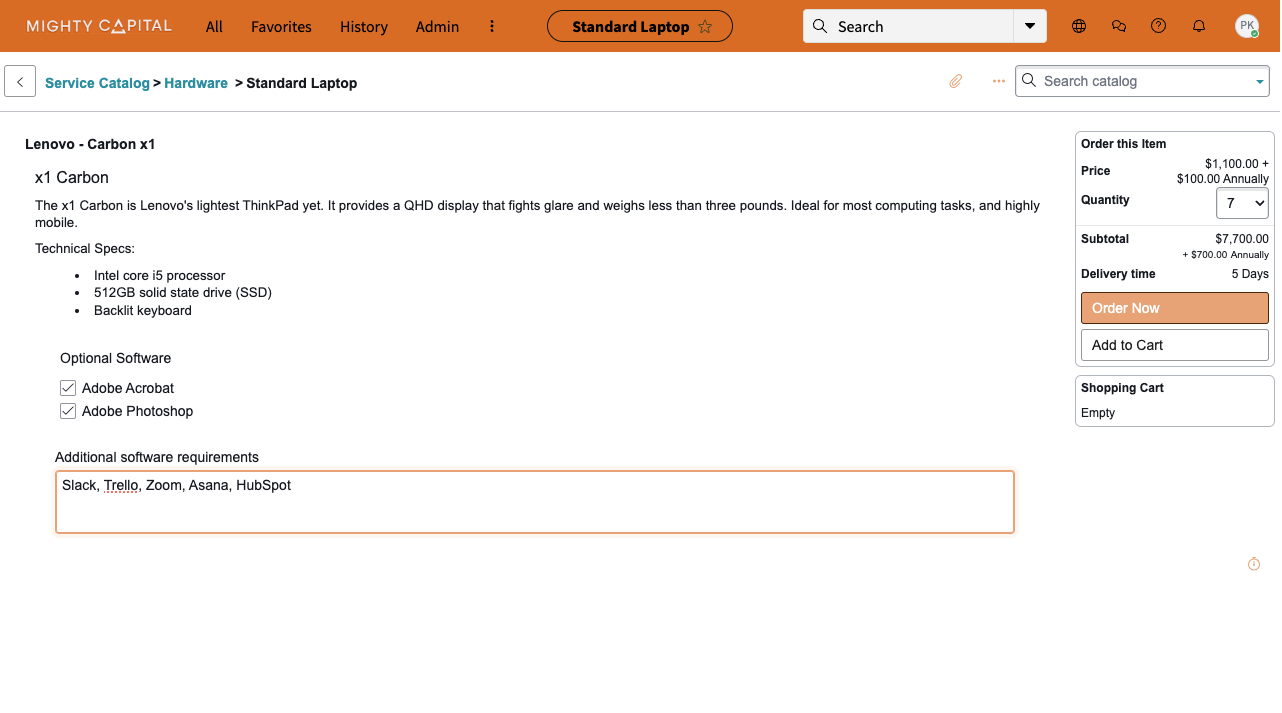 MIGHTY CAPITAL All Favorites History Admin Standard Laptop Search PK
Service Catalog > Hardware > Standard Laptop Search catalog
Lenovo - Carbon x1
x1 Carbon
The x1 Carbon is Lenovo's lightest ThinkPad yet. It provides a QHD display that fights glare and weighs less than three pounds. Ideal for most computing tasks, and highly
mobile.
Technical Specs:
• Intel core i5 processor
• 512GB solid state drive (SSD)
• Backlit keyboard
Optional Software
Adobe Acrobat
Adobe Photoshop
Additional software requirements
Slack, Trello, Zoom, Asana, HubSpot
Order this Item
Price $1,100.00 +
$100.00 Annually
Quantity 7
Subtotal $7,700.00
+ $700.00 Annually
Delivery time 5 Days
Order Now
Add to Cart
Shopping Cart
Empty